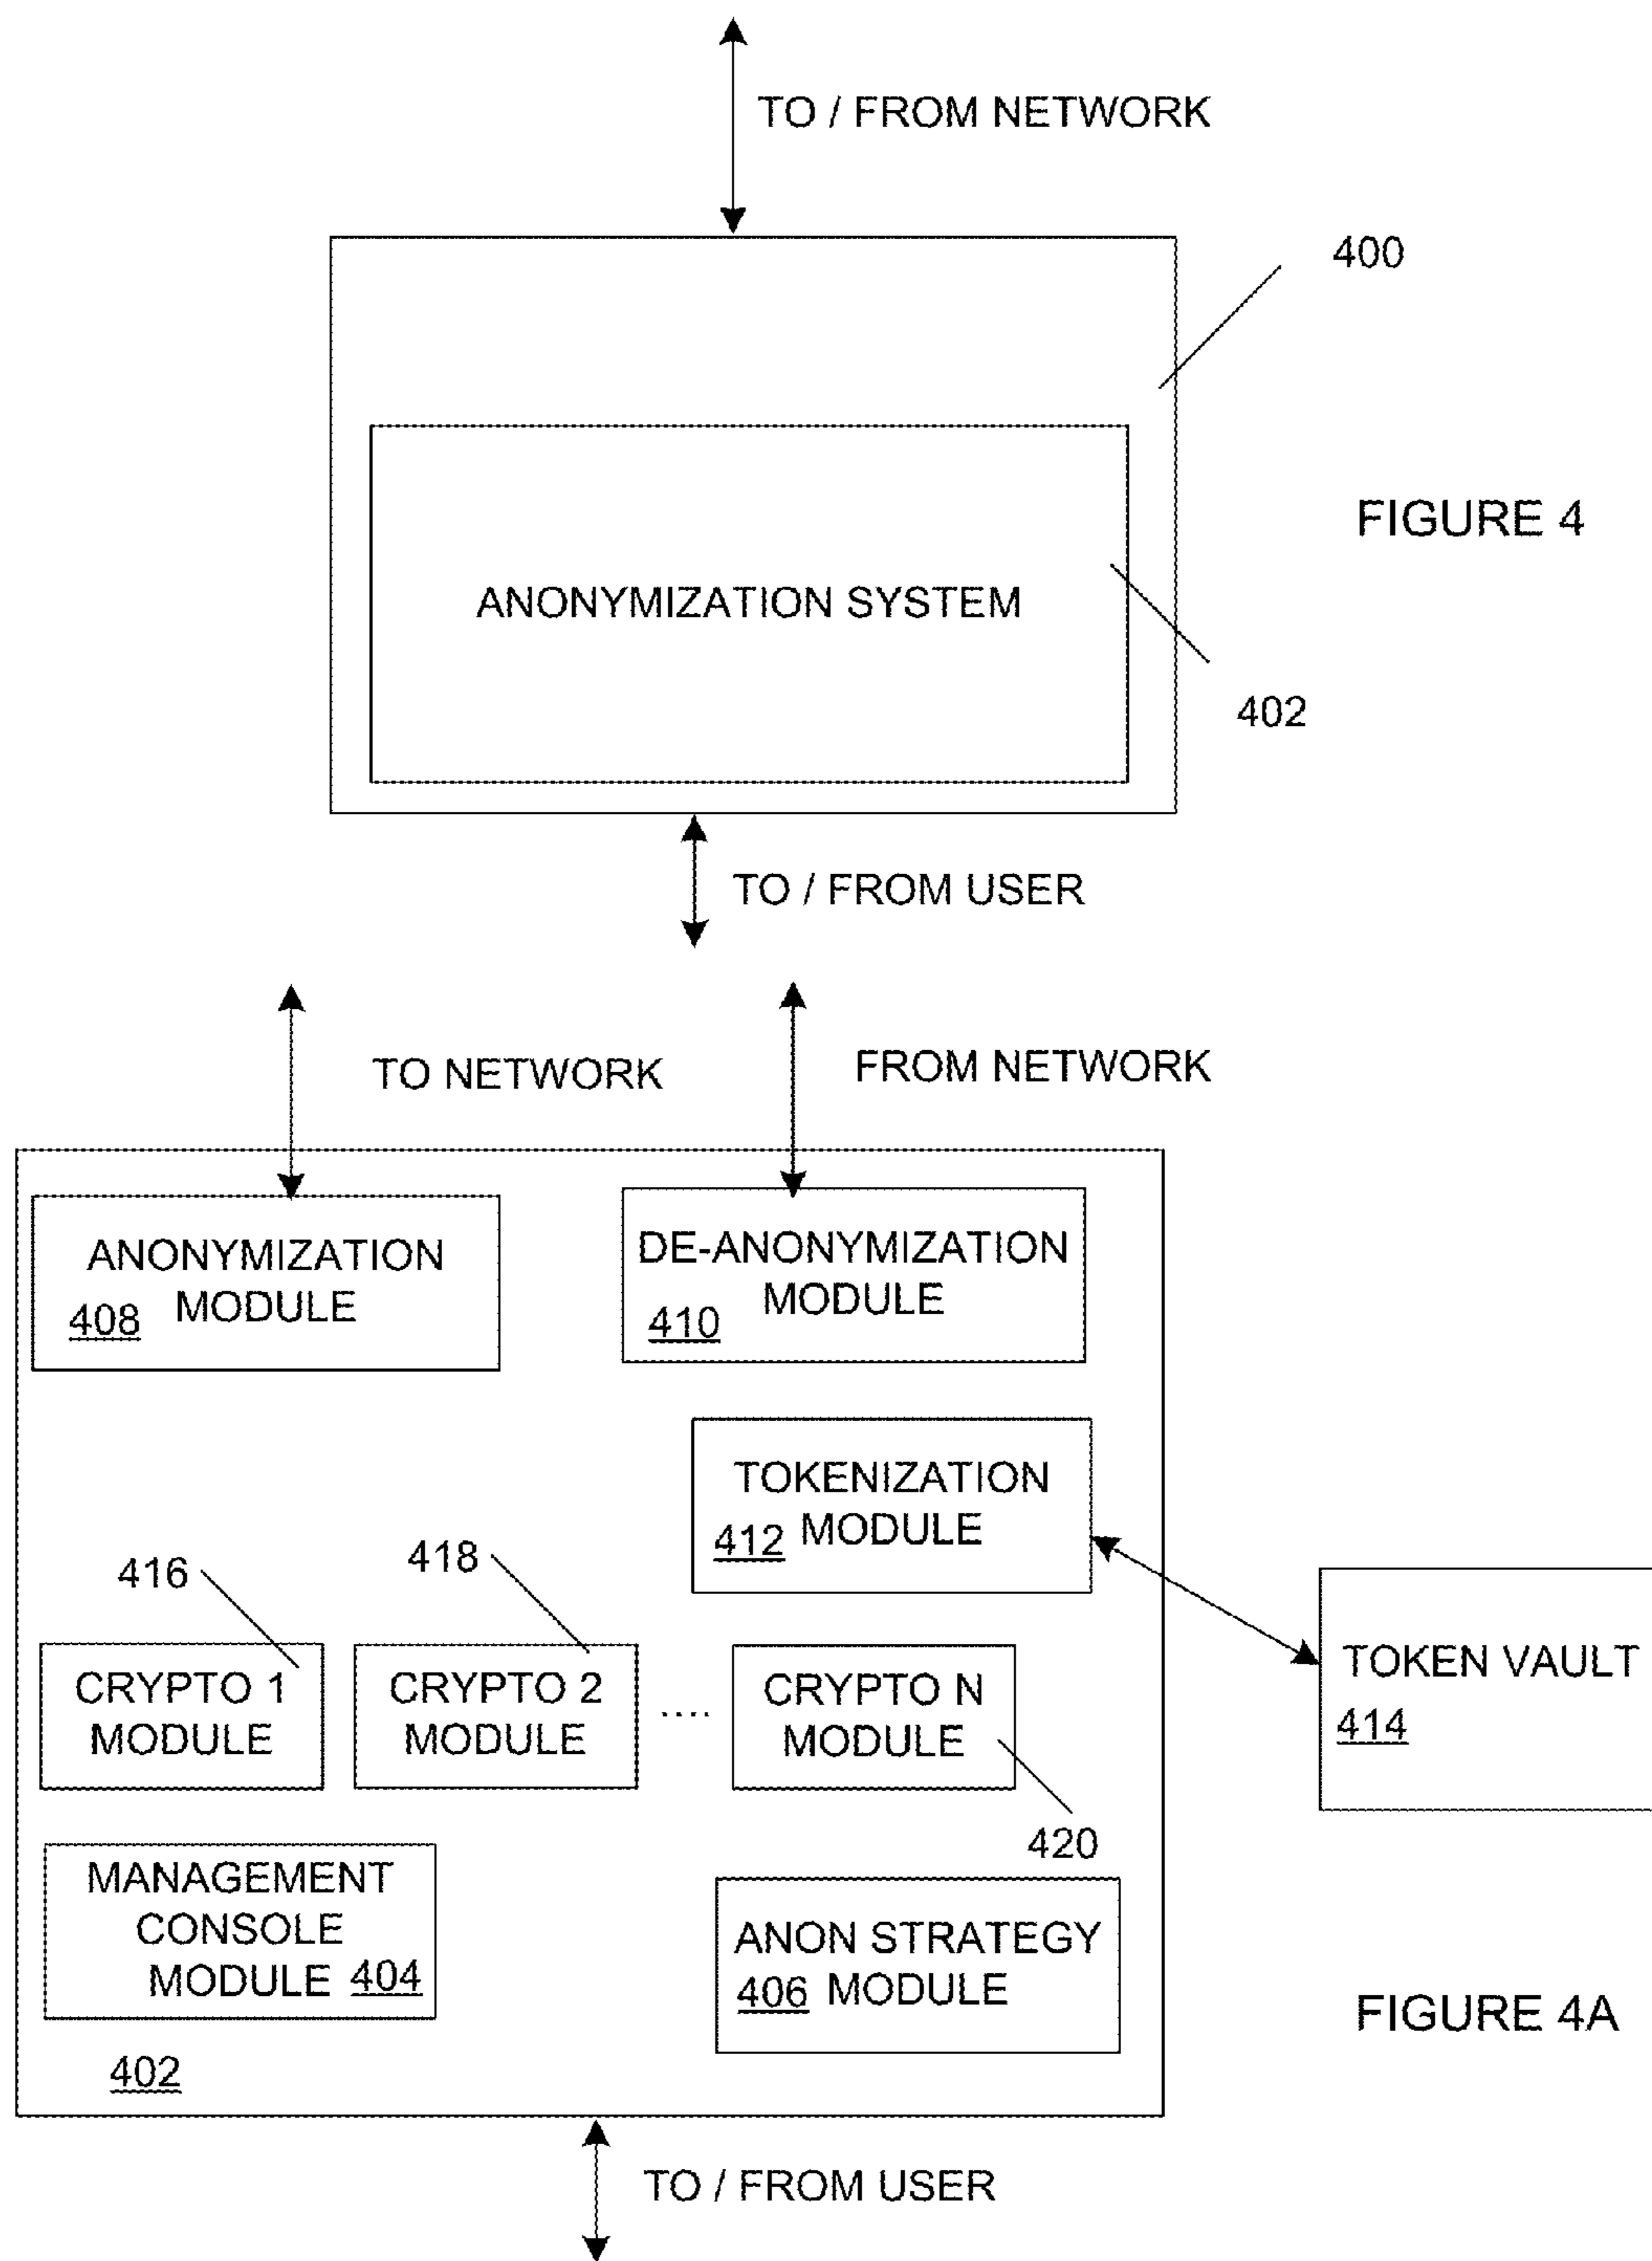 TO / FROM NETWORK
400
FIGURE 4
ANONYMIZATION SYSTEM
402
TO / FROM USER
TO NETWORK
FROM NETWORK
ANONYMIZATION
MODULE
408
DE-ANONYMIZATION
MODULE
410
TOKENIZATION
MODULE
412
416
418
CRYPTO 1
MODULE
CRYPTO 2
MODULE
....
CRYPTO N
MODULE
420
TOKEN VAULT
414
MANAGEMENT
CONSOLE
MODULE 404
ANON STRATEGY
406 MODULE
FIGURE 4A
402
TO / FROM USER